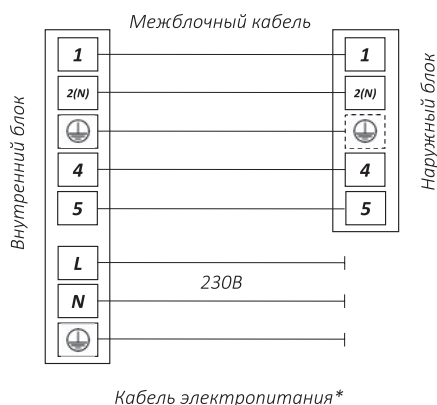 Межблочный кабель
Внутренний блок
1
2(N)
4
5
L
N
1
2(N)
4
5
Наружный блок
230В
Кабель электропитания*